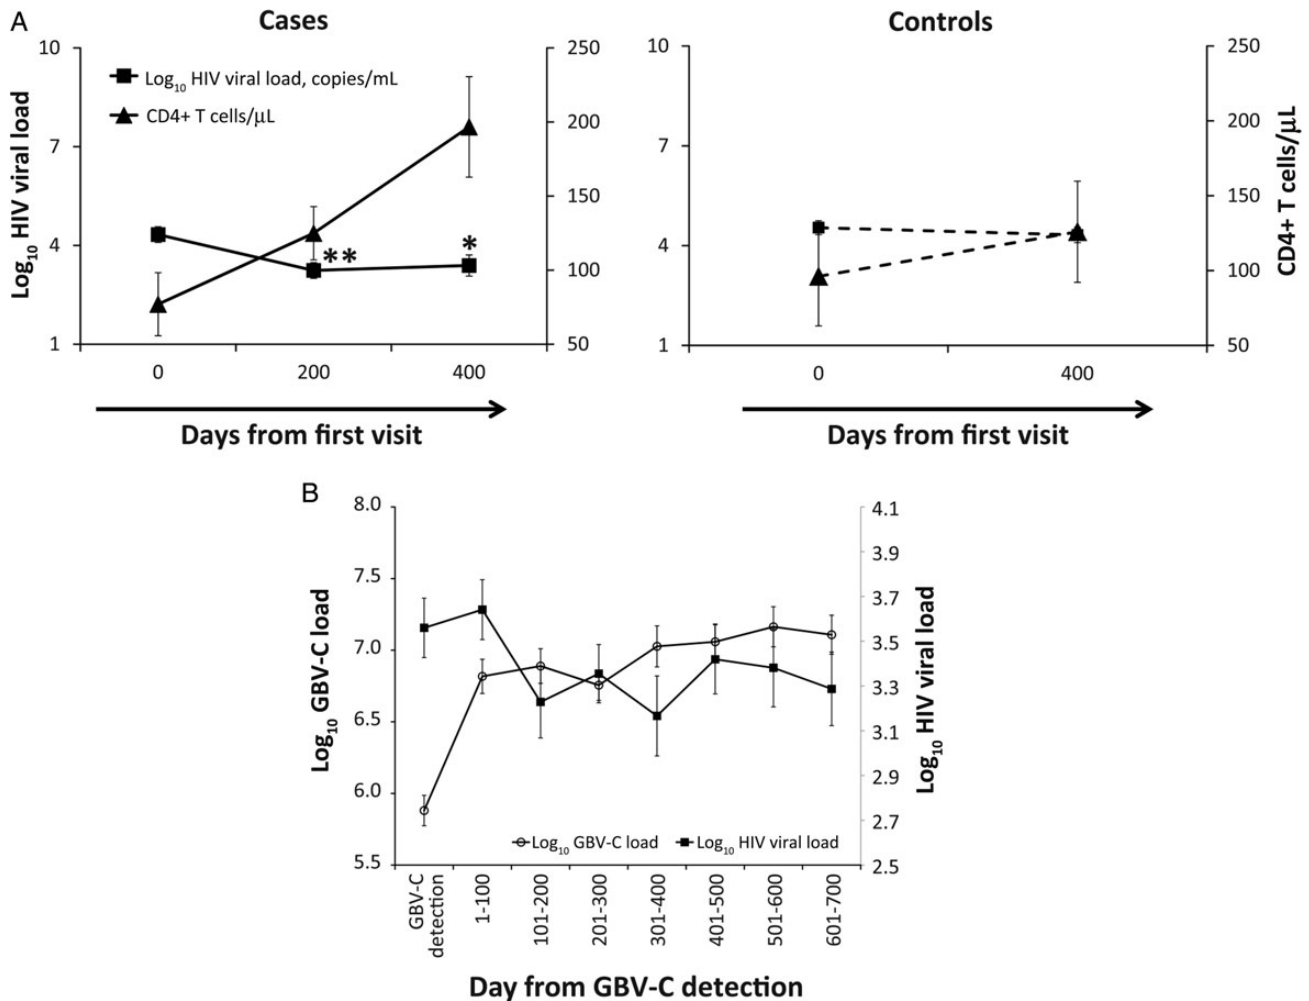 A
Cases
Controls
10
7
4
1
Log10 HIV viral load
Log10 HIV viral load, copies/mL
CD4+ T cells/μL
**
*
250
200
150
100
50
0
200
400
Days from first visit
10
7
4
1
250
200
150
100
50
CD4+ T cells/μL
0
400
Days from first visit
B
8.0
7.5
7.0
6.5
6.0
5.5
Log10 GBV-C load
4.1
3.9
3.7
3.5
3.3
3.1
2.9
2.7
2.5
Log10 HIV viral load
Log10 GBV-C load
Log10 HIV viral load
GBV-C
detection
1-100
101-200
201-300
301-400
401-500
501-600
601-700
Day from GBV-C detection